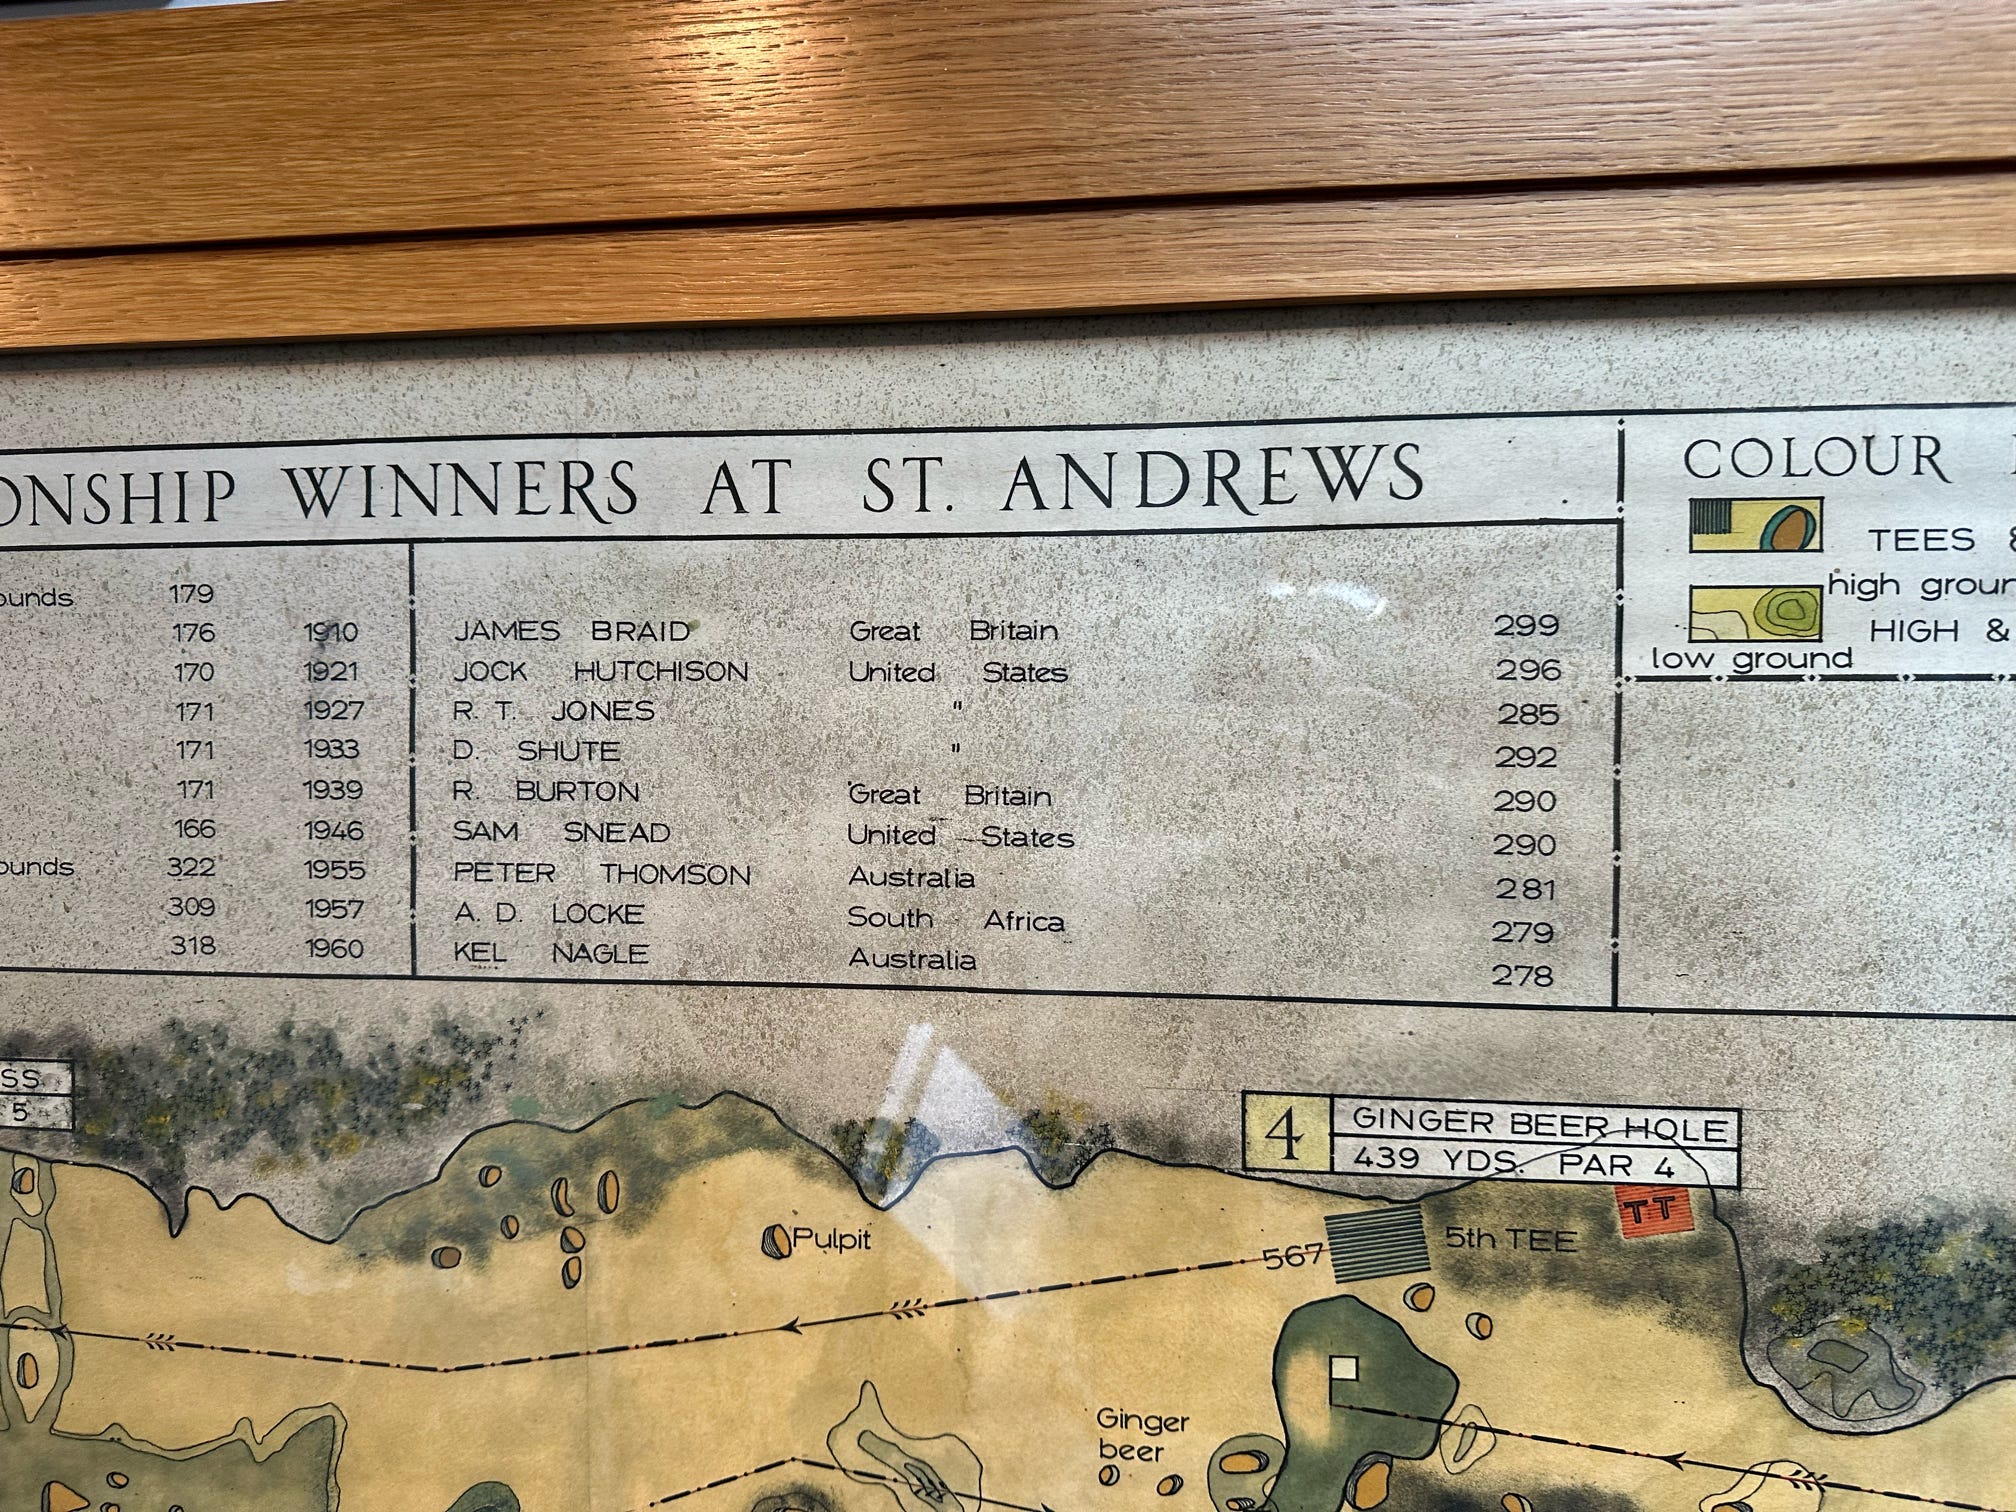 ONSHIP WINNERS AT ST. ANDREWS
COLOUR
TEES &
high groun
HIGH &
low ground
ounds 179
176 1910 JAMES BRAID Great Britain 299
170 1921 JOCK HUTCHISON United States 296
171 1927 R. T. JONES " 285
171 1933 D. SHUTE " 292
171 1939 R. BURTON Great Britain 290
166 1946 SAM SNEAD United States 290
ounds 322 1955 PETER THOMSON Australia 281
309 1957 A. D. LOCKE South Africa 279
318 1960 KEL NAGLE Australia 278
SS
5
4 GINGER BEER HOLE
439 YDS. PAR 4
TT
Pulpit
567
5th TEE
Ginger
beer